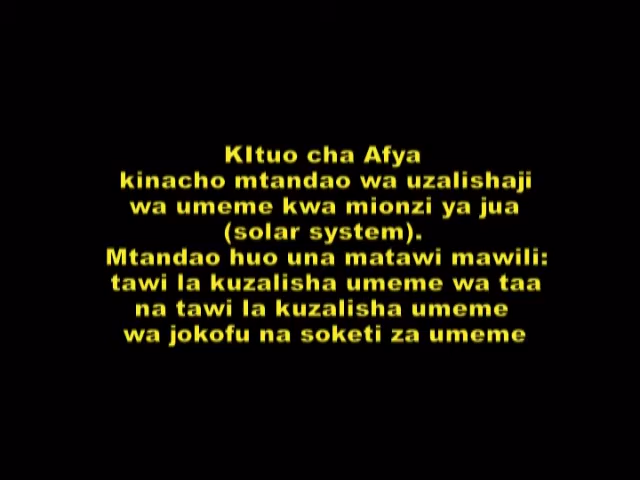 KItuo cha Afya
kinacho mtandao wa uzalishaji
wa umeme kwa mionzi ya jua
(solar system).
Mtandao huo una matawi mawili:
tawi la kuzalisha umeme wa taa
na tawi la kuzalisha umeme
wa jokofu na soketi za umeme